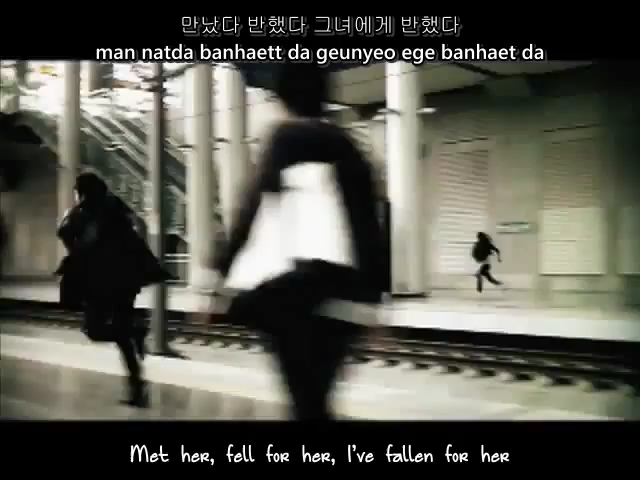 만났다 반했다 그녀에게 반했다
man natda banhaett da geunyeo ege banhaet da
Met her, fell for her, I've fallen for her